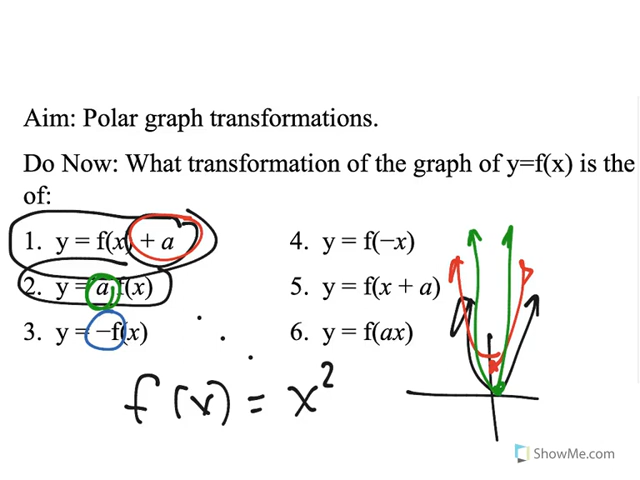 Aim: Polar graph transformations.
Do Now: What transformation of the graph of y=f(x) is the
of:
1. y = f(x) + a
4. y = f(−x)
2. y = a f(x)
5. y = f(x + a)
3. y = −f(x)
6. y = f(ax)
f(x) = x²
ShowMe.com